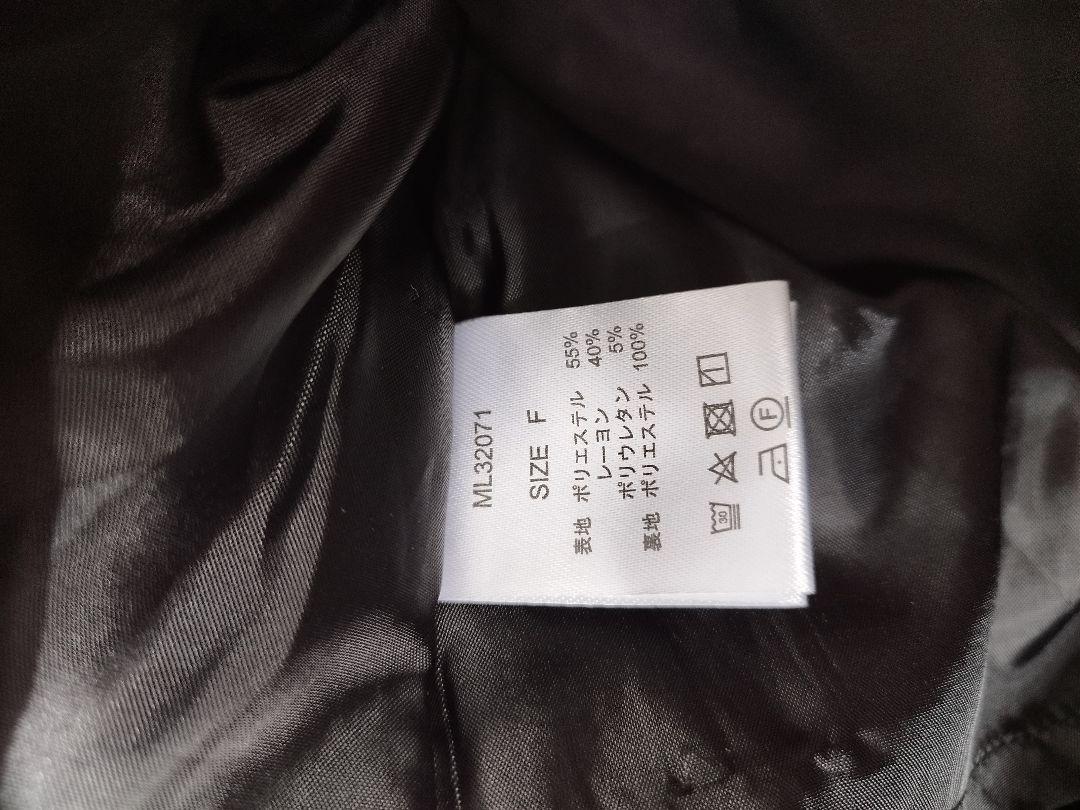 ML32071
SIZE F
表地 ポリエステル 55%
レーヨン 40%
ポリウレタン 5%
裏地 ポリエステル 100%
30
F